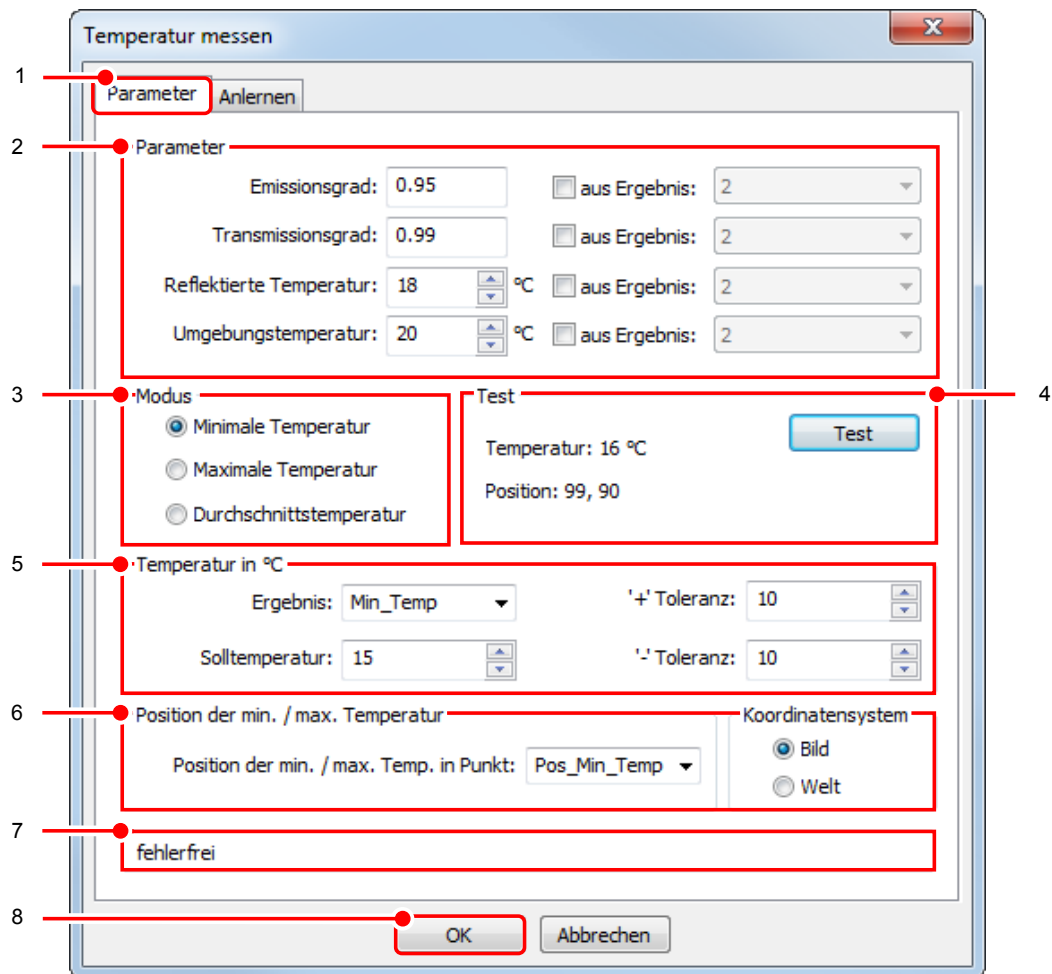 Temperatur messen
1
Parameter Anlernen
2
Parameter
Emissionsgrad: 0.95 aus Ergebnis: 2
Transmissionsgrad: 0.99 aus Ergebnis: 2
Reflektierte Temperatur: 18 °C aus Ergebnis: 2
Umgebungstemperatur: 20 °C aus Ergebnis: 2
3
Modus
Minimale Temperatur
Maximale Temperatur
Durchschnittstemperatur
Test
4
Test
Temperatur: 16 °C
Position: 99, 90
5
Temperatur in °C
Ergebnis: Min_Temp '+' Toleranz: 10
Solltemperatur: 15 '-' Toleranz: 10
6
Position der min. / max. Temperatur
Position der min. / max. Temp. in Punkt: Pos_Min_Temp
Koordinatensystem
Bild
Welt
7
fehlerfrei
8
OK Abbrechen